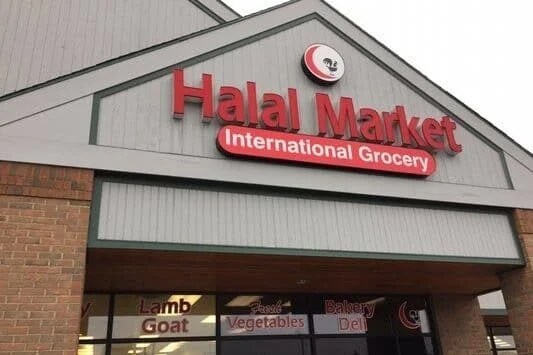 Halal Market
International Grocery
Lamb
Goat
Fresh
Vegetables
Bakery
Deli